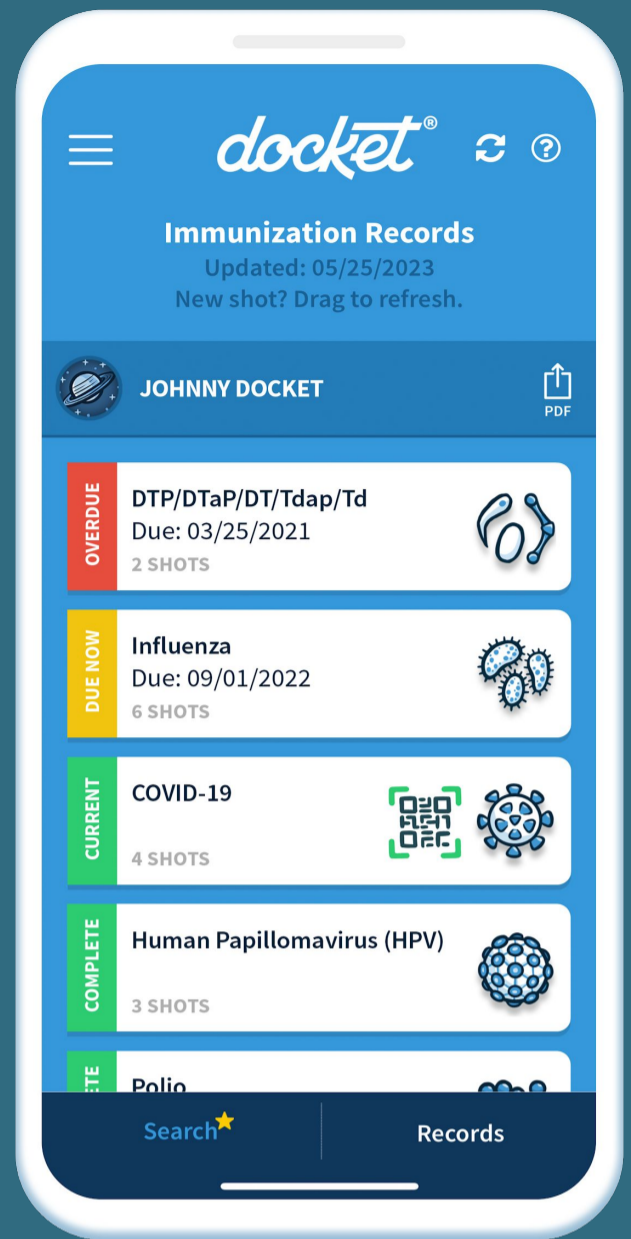 docket®
Immunization Records
Updated: 05/25/2023
New shot? Drag to refresh.
JOHNNY DOCKET
PDF
OVERDUE
DTP/DTaP/DT/Tdap/Td
Due: 03/25/2021
2 SHOTS
DUE NOW
Influenza
Due: 09/01/2022
6 SHOTS
CURRENT
COVID-19
4 SHOTS
COMPLETE
Human Papillomavirus (HPV)
3 SHOTS
Polio
Search
Records